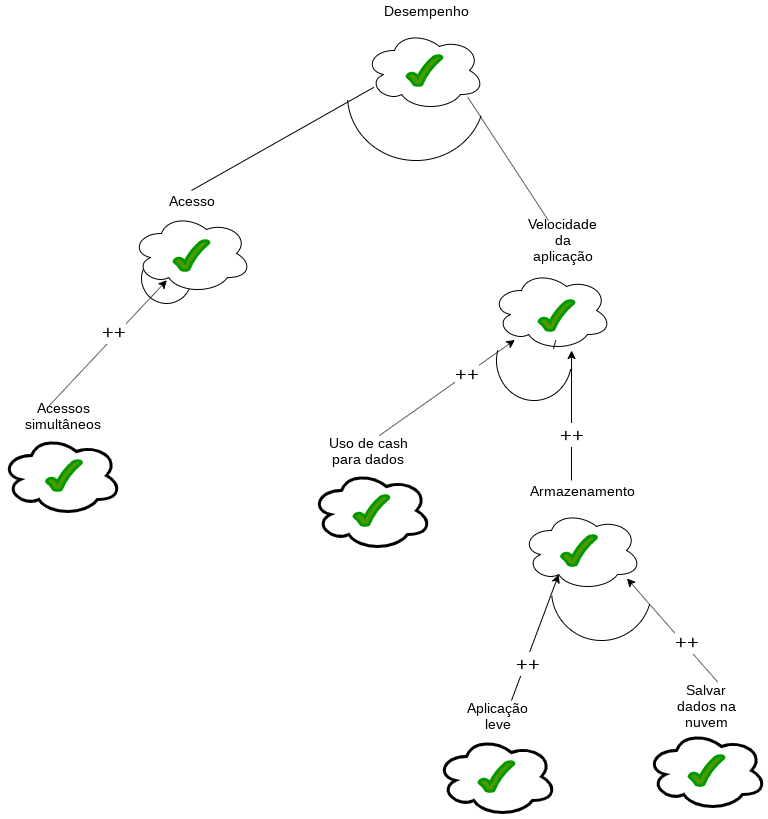 Desempenho
Acesso
Velocidade
da
aplicação
++
++
Acessos
simultâneos
Uso de cash
para dados
++
Armazenamento
++
++
Aplicação
leve
Salvar
dados na
nuvem